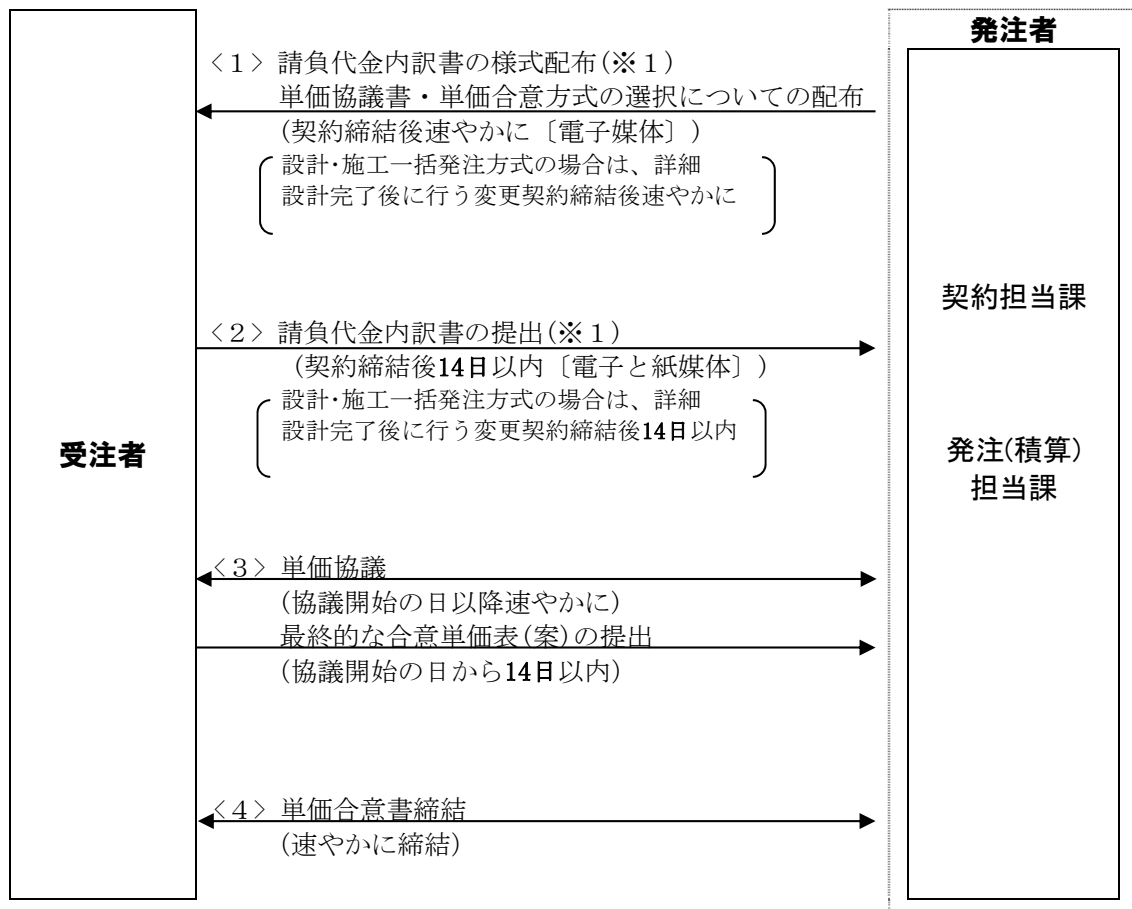 発注者
<1> 請負代金内訳書の様式配布(※1)
単価協議書・単価合意方式の選択についての配布
(契約締結後速やかに〔電子媒体〕)
設計・施工一括発注方式の場合は、詳細
設計完了後に行う変更契約締結後速やかに
契約担当課
<2> 請負代金内訳書の提出(※1)
(契約締結後14日以内〔電子と紙媒体〕)
設計・施工一括発注方式の場合は、詳細
設計完了後に行う変更契約締結後14日以内
受注者
発注(積算)
担当課
<3> 単価協議
(協議開始の日以降速やかに)
最終的な合意単価表(案)の提出
(協議開始の日から14日以内)
<4> 単価合意書締結
(速やかに締結)